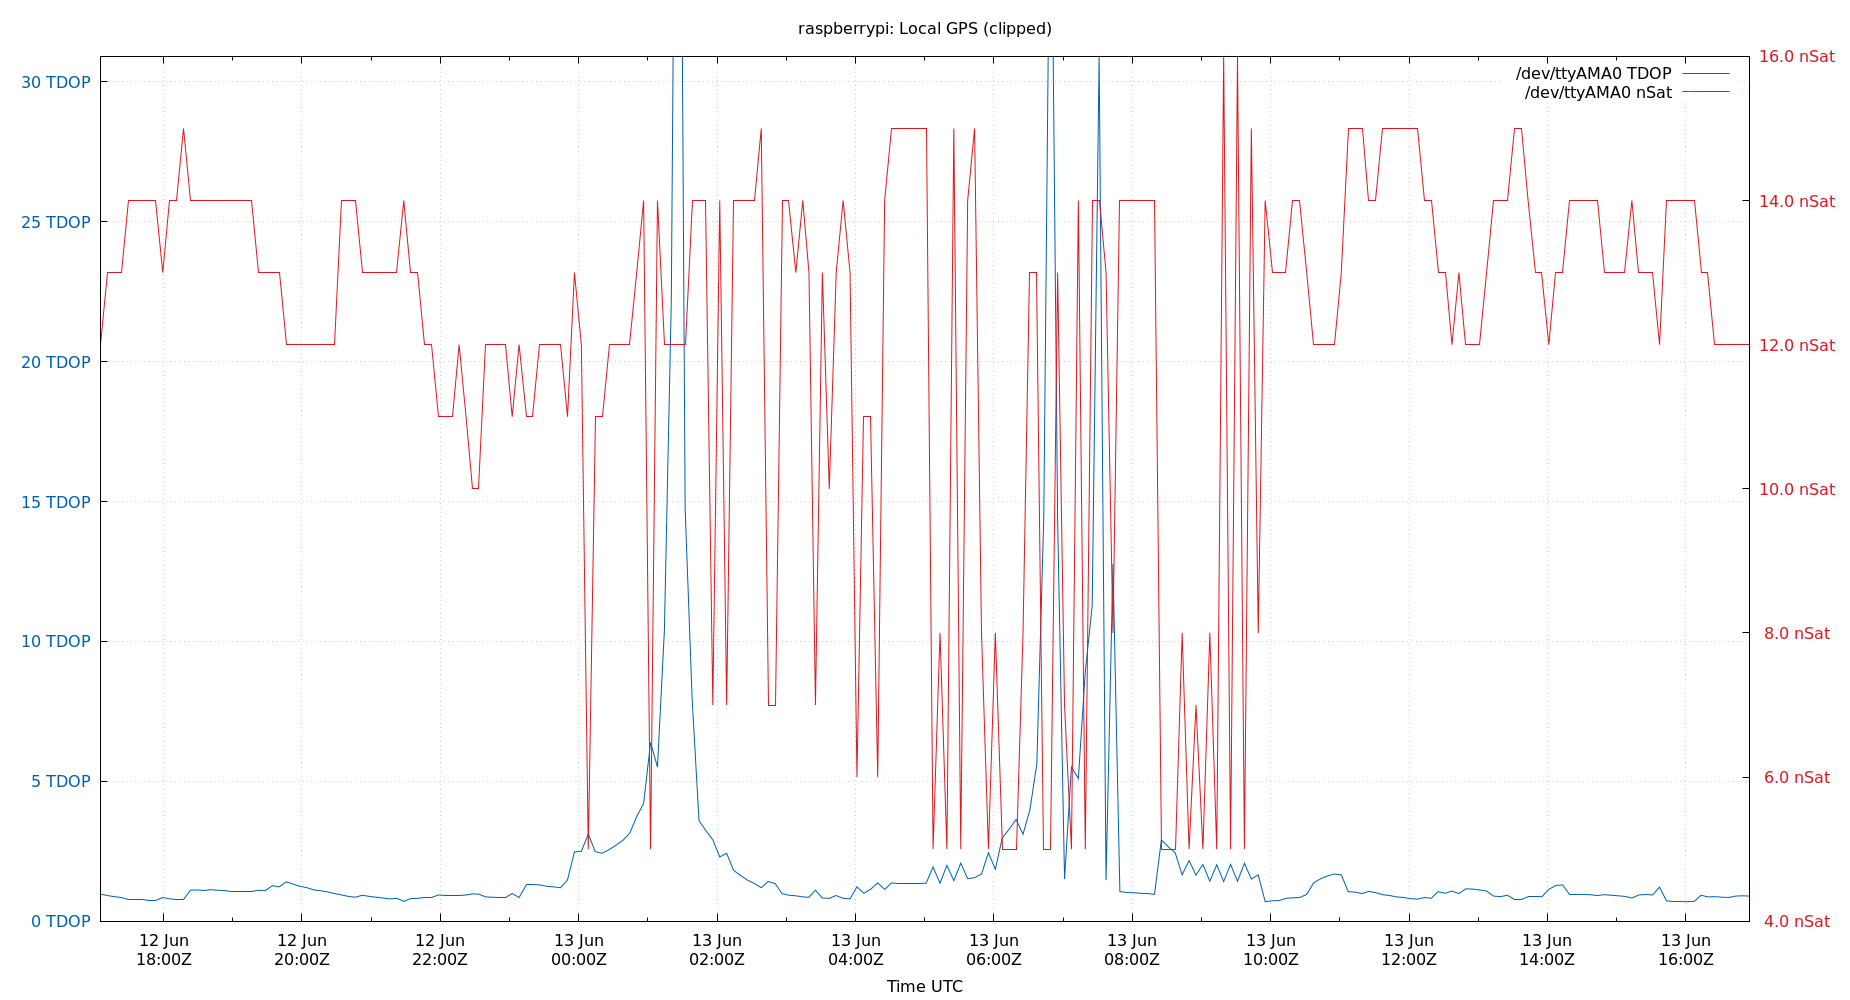 raspberrypi: Local GPS (clipped)
/dev/ttyAMA0 TDOP
/dev/ttyAMA0 nSat
30 TDOP
25 TDOP
20 TDOP
15 TDOP
10 TDOP
5 TDOP
0 TDOP
16.0 nSat
14.0 nSat
12.0 nSat
10.0 nSat
8.0 nSat
6.0 nSat
4.0 nSat
12 Jun
18:00Z
12 Jun
20:00Z
12 Jun
22:00Z
13 Jun
00:00Z
13 Jun
02:00Z
13 Jun
04:00Z
13 Jun
06:00Z
13 Jun
08:00Z
13 Jun
10:00Z
13 Jun
12:00Z
13 Jun
14:00Z
13 Jun
16:00Z
Time UTC